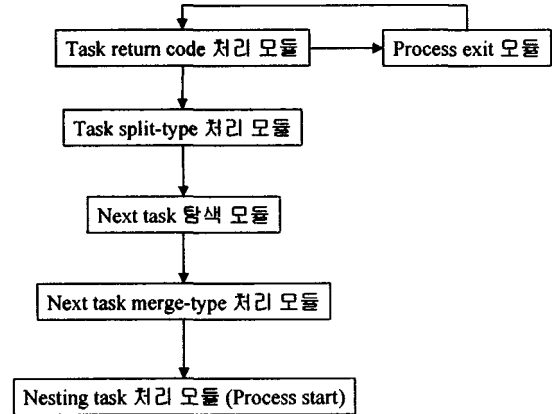 Task return code 처리 모듈
Process exit 모듈
Task split-type 처리 모듈
Next task 탐색 모듈
Next task merge-type 처리 모듈
Nesting task 처리 모듈 (Process start)